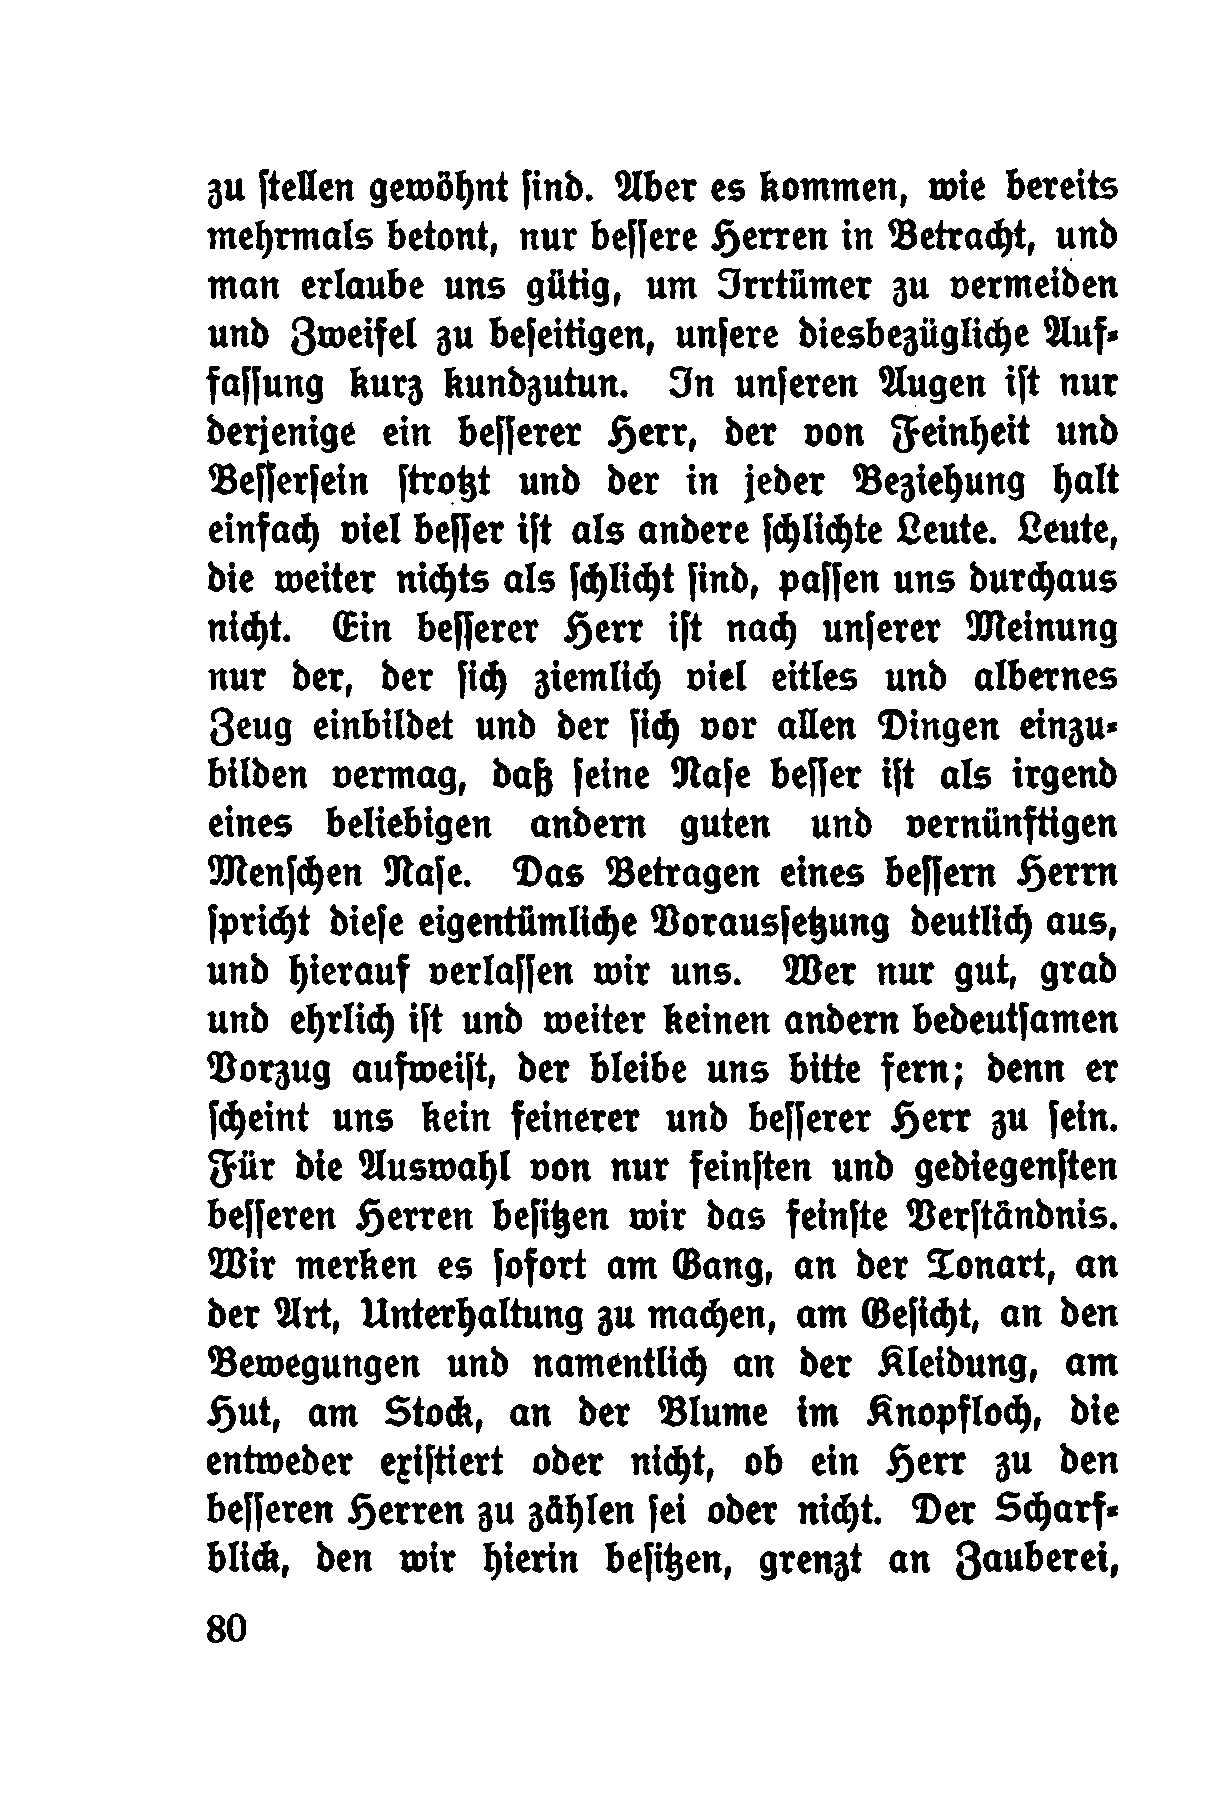 zu ſtellen gewöhnt ſind. Aber es kommen, wie bereits
mehrmals betont, nur beſſere Herren in Betracht, und
man erlaube uns gütig, um Irrtümer zu vermeiden
und Zweifel zu beſeitigen, unſere diesbezügliche Auf⸗
faſſung kurz kundzutun. In unſeren Augen iſt nur
derjenige ein beſſerer Herr, der von Feinheit und
Beſſerſein ſtrotzt und der in jeder Beziehung halt
einfach viel beſſer iſt als andere ſchlichte Leute. Leute,
die weiter nichts als ſchlicht ſind, paſſen uns durchaus
nicht. Ein beſſerer Herr iſt nach unſerer Meinung
nur der, der ſich ziemlich viel eitles und albernes
Zeug einbildet und der ſich vor allen Dingen einzu⸗
bilden vermag, daß ſeine Naſe beſſer iſt als irgend
eines beliebigen andern guten und vernünftigen
Menſchen Naſe. Das Betragen eines beſſern Herrn
ſpricht dieſe eigentümliche Vorausſetzung deutlich aus,
und hierauf verlaſſen wir uns. Wer nur gut, grad
und ehrlich iſt und weiter keinen andern bedeutſamen
Vorzug aufweiſt, der bleibe uns bitte fern; denn er
ſcheint uns kein feinerer und beſſerer Herr zu ſein.
Für die Auswahl von nur feinſten und gediegenſten
beſſeren Herren beſitzen wir das feinſte Verſtändnis.
Wir merken es ſofort am Gang, an der Tonart, an
der Art, Unterhaltung zu machen, am Geſicht, an den
Bewegungen und namentlich an der Kleidung, am
Hut, am Stock, an der Blume im Knopfloch, die
entweder exiſtiert oder nicht, ob ein Herr zu den
beſſeren Herren zu zählen ſei oder nicht. Der Scharf⸗
blick, den wir hierin beſitzen, grenzt an Zauberei,
80